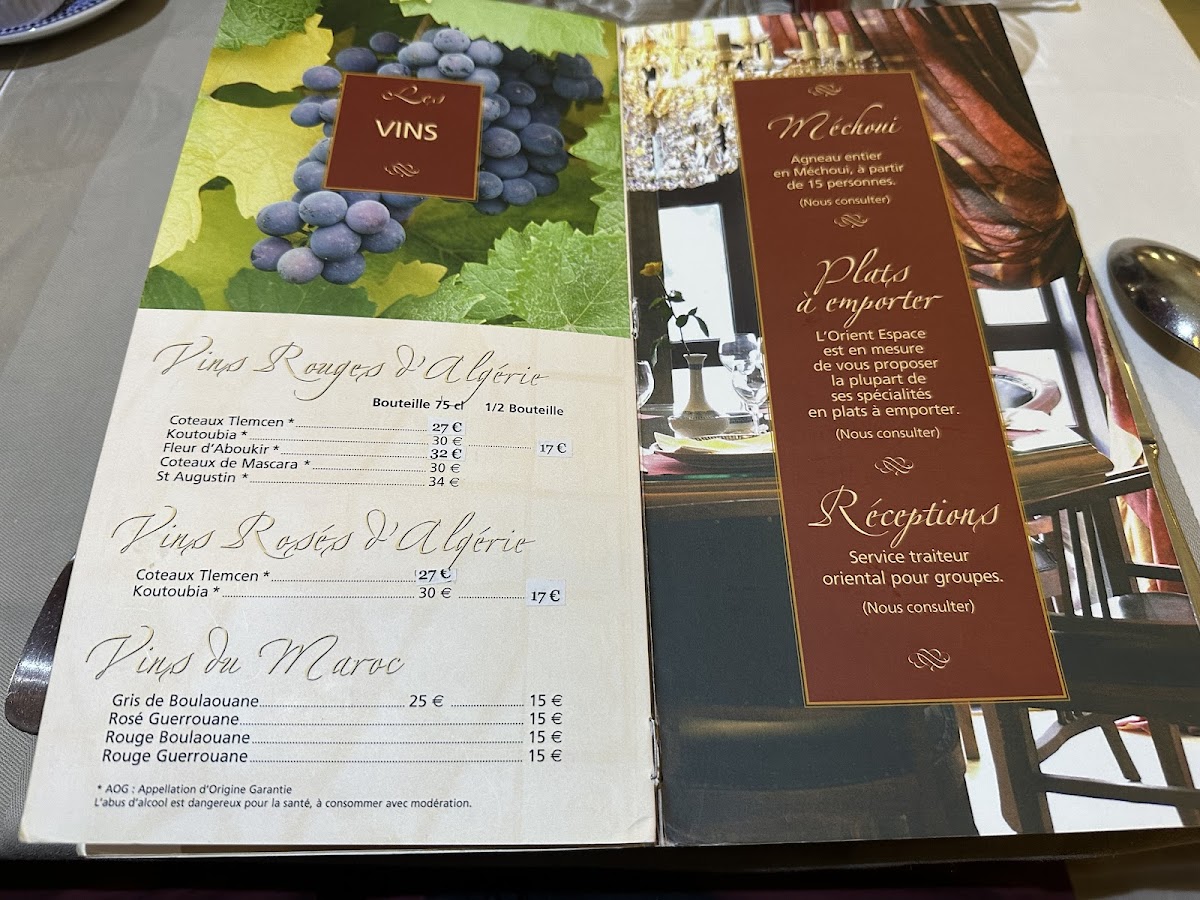 Les
VINS
Vins Rouges d'Algérie
Bouteille 75 cl 1/2 Bouteille
Coteaux Tlemcen * 27 €
Koutoubia * 30 € 17 €
Fleur d'Aboukir * 32 €
Coteaux de Mascara * 30 €
St Augustin * 34 €
Vins Rosés d'Algérie
Coteaux Tlemcen * 27 €
Koutoubia * 30 € 17 €
Vins du Maroc
Gris de Boulaouane 25 € 15 €
Rosé Guerrouane 15 €
Rouge Boulaouane 15 €
Rouge Guerrouane 15 €
* AOG : Appellation d'Origine Garantie
L'abus d'alcool est dangereux pour la santé, à consommer avec modération.
Méchoui
Agneau entier
en Méchoui, à partir
de 15 personnes.
(Nous consulter)
Plats
à emporter
L'Orient Espace
est en mesure
de vous proposer
la plupart de
ses spécialités
en plats à emporter.
(Nous consulter)
Réceptions
Service traiteur
oriental pour groupes.
(Nous consulter)